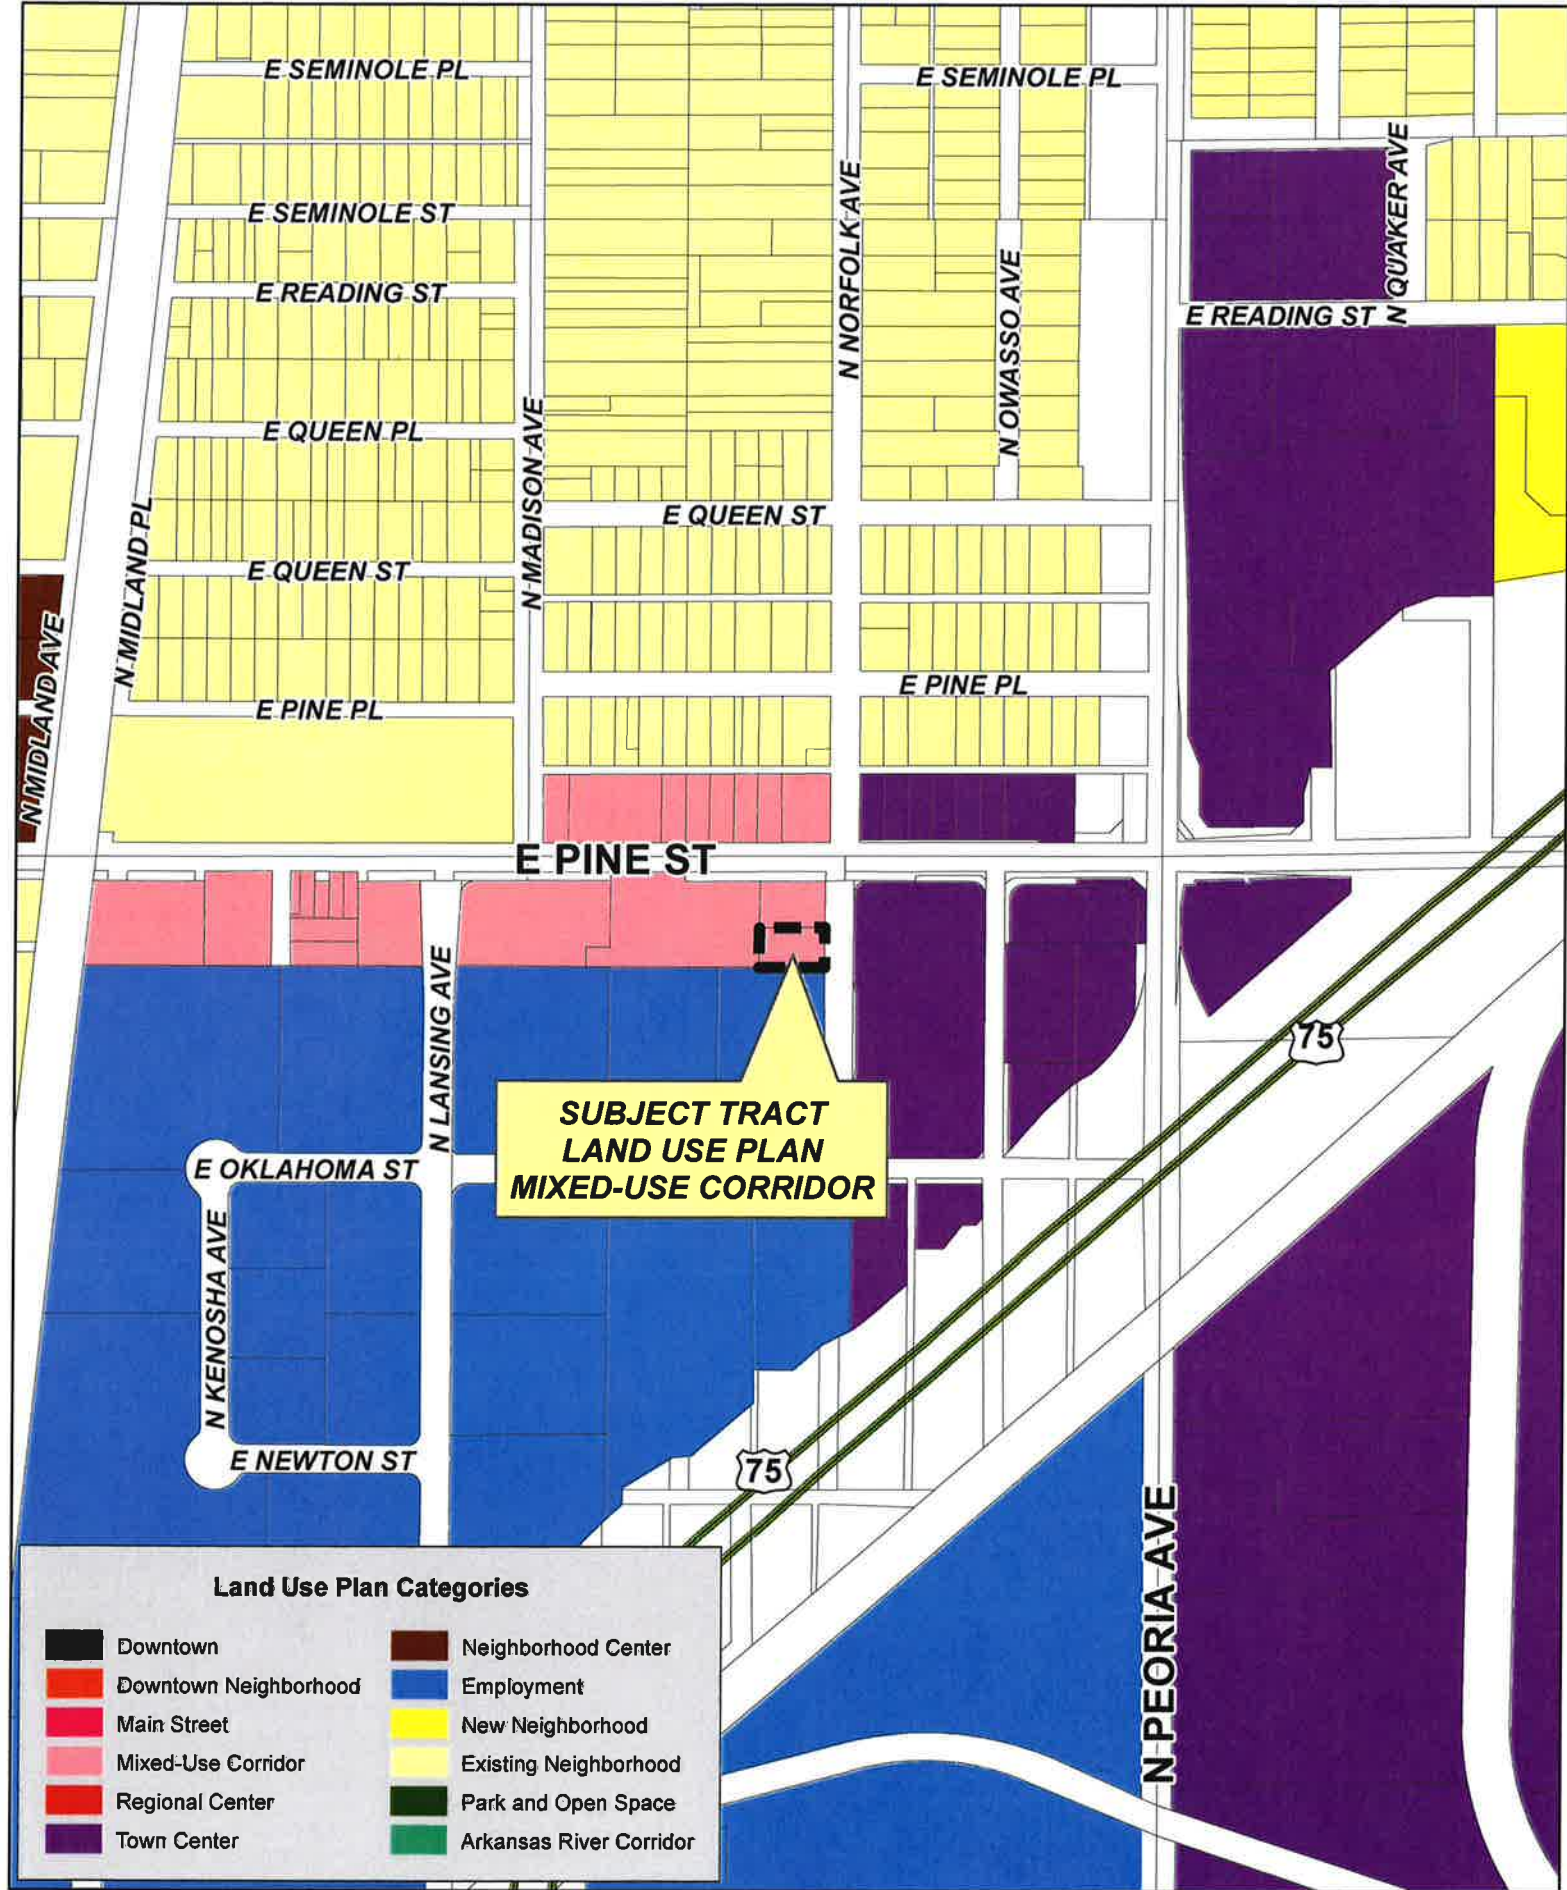 E SEMINOLE PL
E SEMINOLE PL
E SEMINOLE ST
E READING ST
E READING ST
E QUEEN PL
E QUEEN ST
E QUEEN ST
E PINE PL
E PINE PL
N MIDLAND AVE
N MIDLAND PL
N MADISON AVE
N NORFOLK AVE
N OWASSO AVE
N QUAKER AVE
E PINE ST
N LANSING AVE
75
SUBJECT TRACT
LAND USE PLAN
MIXED-USE CORRIDOR
E OKLAHOMA ST
N KENOSHA AVE
E NEWTON ST
75
N PEORIA AVE
Land Use Plan Categories
Downtown
Downtown Neighborhood
Main Street
Mixed-Use Corridor
Regional Center
Town Center
Neighborhood Center
Employment
New Neighborhood
Existing Neighborhood
Park and Open Space
Arkansas River Corridor